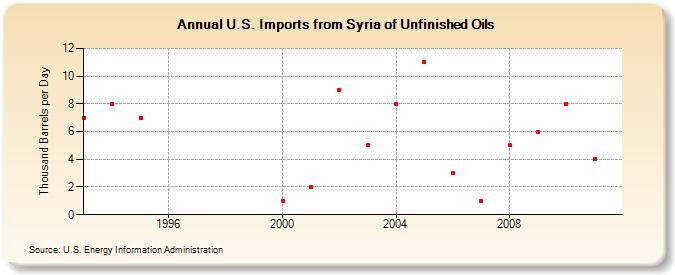 Annual U.S. Imports from Syria of Unfinished Oils
Thousand Barrels per Day
12
10
8
6
4
2
0
1996 2000 2004 2008
Source: U.S. Energy Information Administration